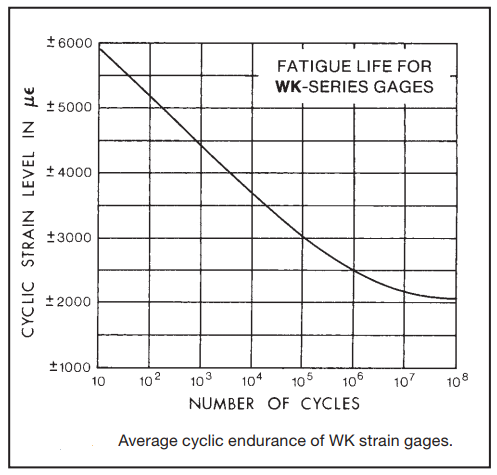 FATIGUE LIFE FOR
WK-SERIES GAGES
CYCLIC STRAIN LEVEL IN με
±6000
±5000
±4000
±3000
±2000
±1000
10 10² 10³ 10⁴ 10⁵ 10⁶ 10⁷ 10⁸
NUMBER OF CYCLES
Average cyclic endurance of WK strain gages.